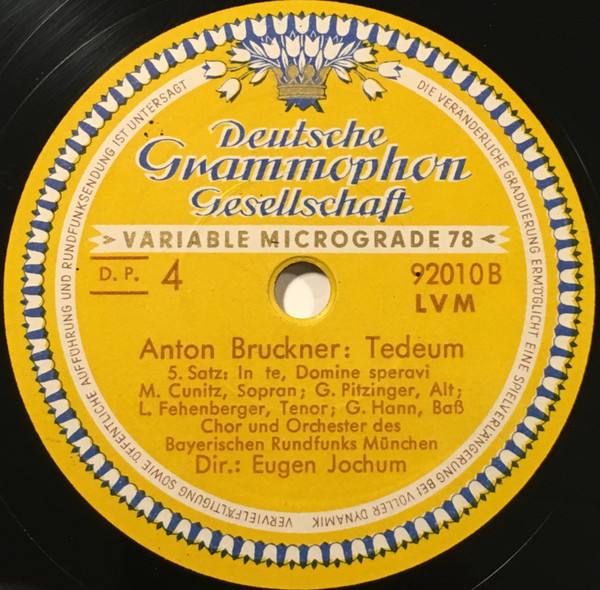 Deutsche
Grammophon
Gesellschaft
VARIABLE MICROGRADE 78
D. P. 4
92010 B
LVM
Anton Bruckner: Tedeum
5. Satz: In te, Domine speravi
M. Cunitz, Sopran; G. Pitzinger, Alt;
L. Fehenberger, Tenor; G. Hann, Baß
Chor und Orchester des
Bayerischen Rundfunks München
Dir.: Eugen Jochum
DIE VERÄNDERLICHE GRADUIERUNG ERMÖGLICHT EINE SPIELVERLÄNGERUNG BEI VOLLER DYNAMIK
VERVIELFÄLTIGUNG SOWIE ÖFFENTLICHE AUFFÜHRUNG UND RUNDFUNKSENDUNG IST UNTERSAGT